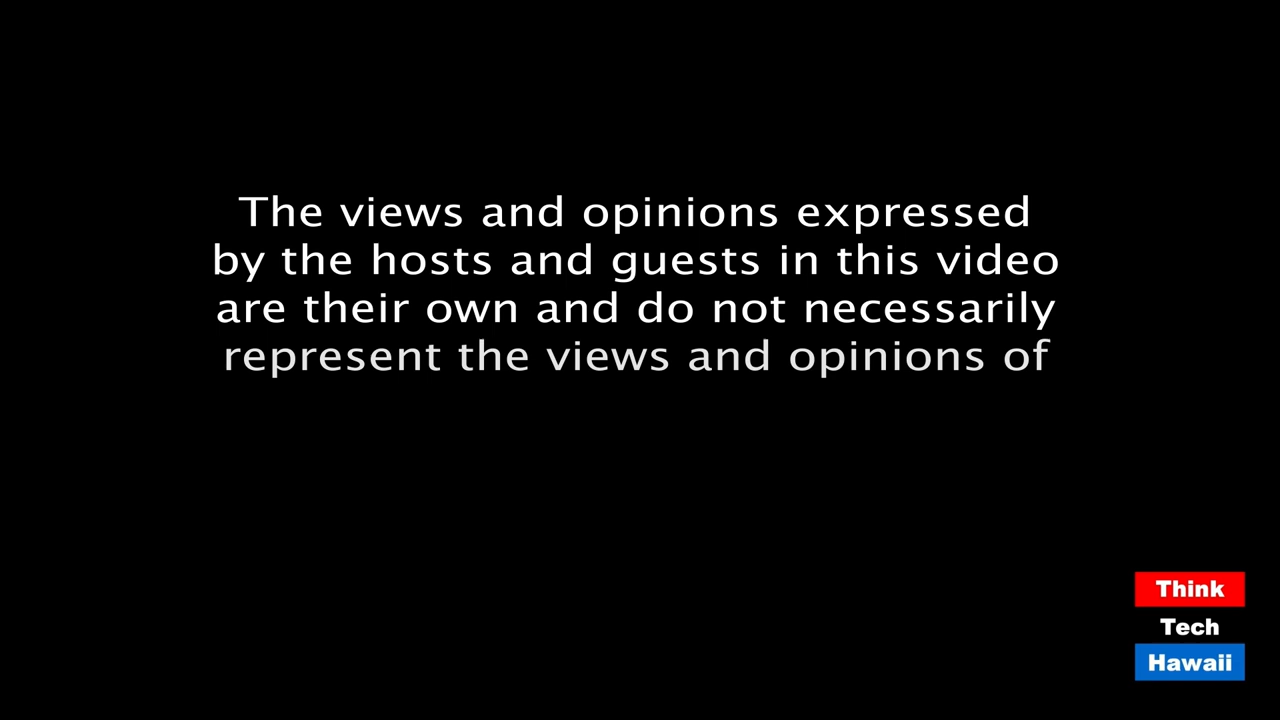 The views and opinions expressed
by the hosts and guests in this video
are their own and do not necessarily
represent the views and opinions of
Think
Tech
Hawaii